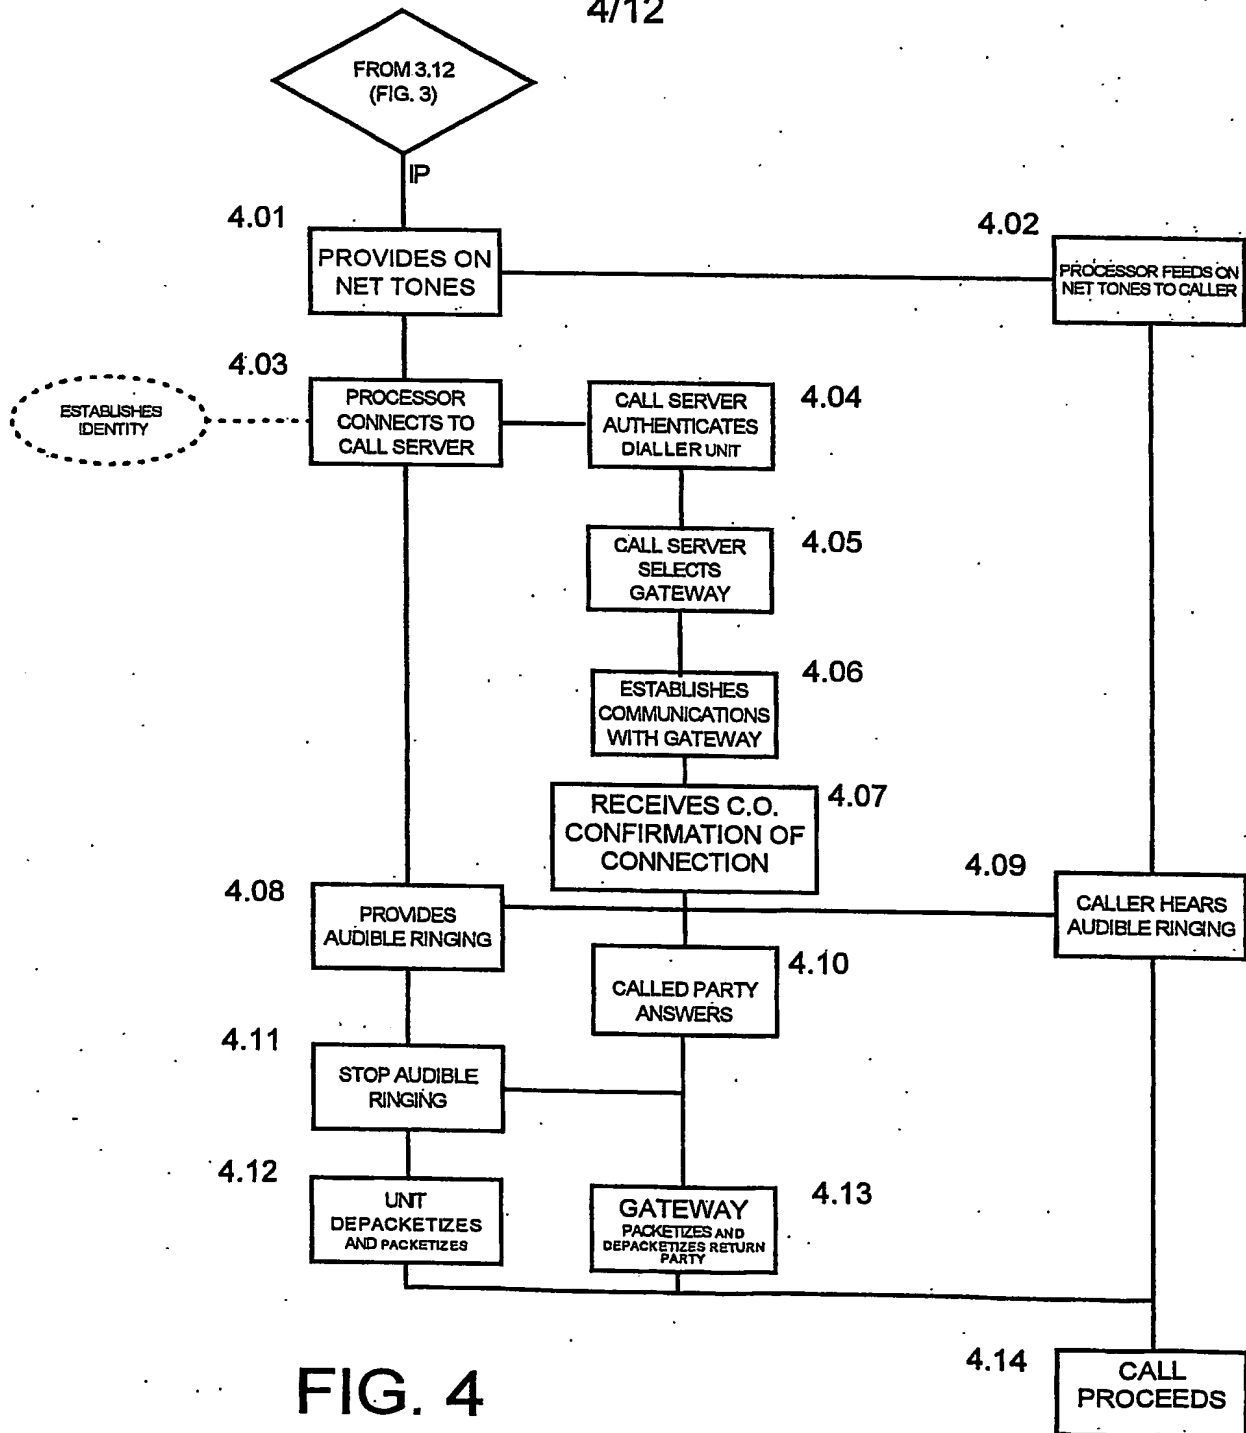 4/12
FROM 3.12
(FIG. 3)
IP
4.01
PROVIDES ON
NET TONES
4.02
PROCESSOR FEEDS ON
NET TONES TO CALLER
4.03
ESTABLISHES
IDENTITY
PROCESSOR
CONNECTS TO
CALL SERVER
4.04
CALL SERVER
AUTHENTICATES
DIALLER UNIT
4.05
CALL SERVER
SELECTS
GATEWAY
4.06
ESTABLISHES
COMMUNICATIONS
WITH GATEWAY
4.07
RECEIVES C.O.
CONFIRMATION OF
CONNECTION
4.08
PROVIDES
AUDIBLE RINGING
4.09
CALLER HEARS
AUDIBLE RINGING
4.10
CALLED PARTY
ANSWERS
4.11
STOP AUDIBLE
RINGING
4.12
UNIT
DEPACKETIZES
AND PACKETIZES
4.13
GATEWAY
PACKETIZES AND
DEPACKETIZES RETURN
PARTY
4.14
CALL
PROCEEDS
FIG. 4